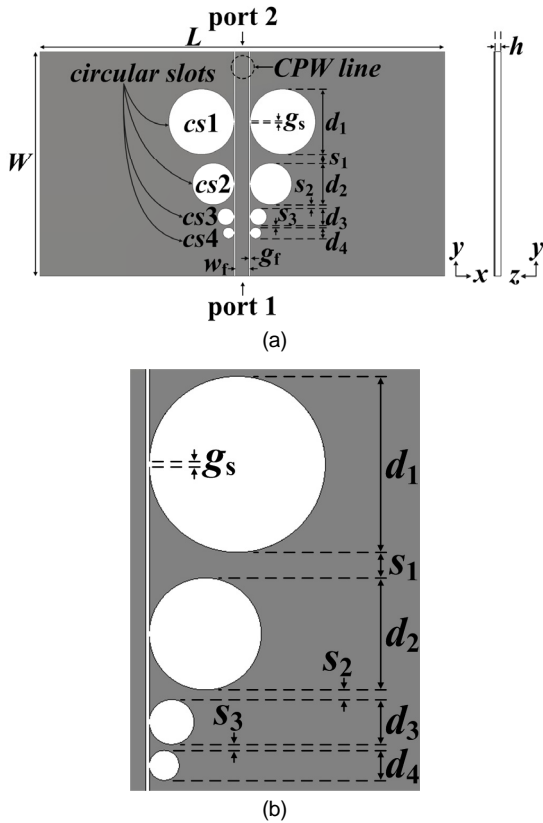 port 2
L
h
circular slots
CPW line
W
cs1
gs
d1
s1
cs2
s2
d2
cs3
s3
d3
cs4
d4
wf
gf
y
x
z
y
port 1
(a)
gs
d1
s1
d2
s2
d3
s3
d4
(b)